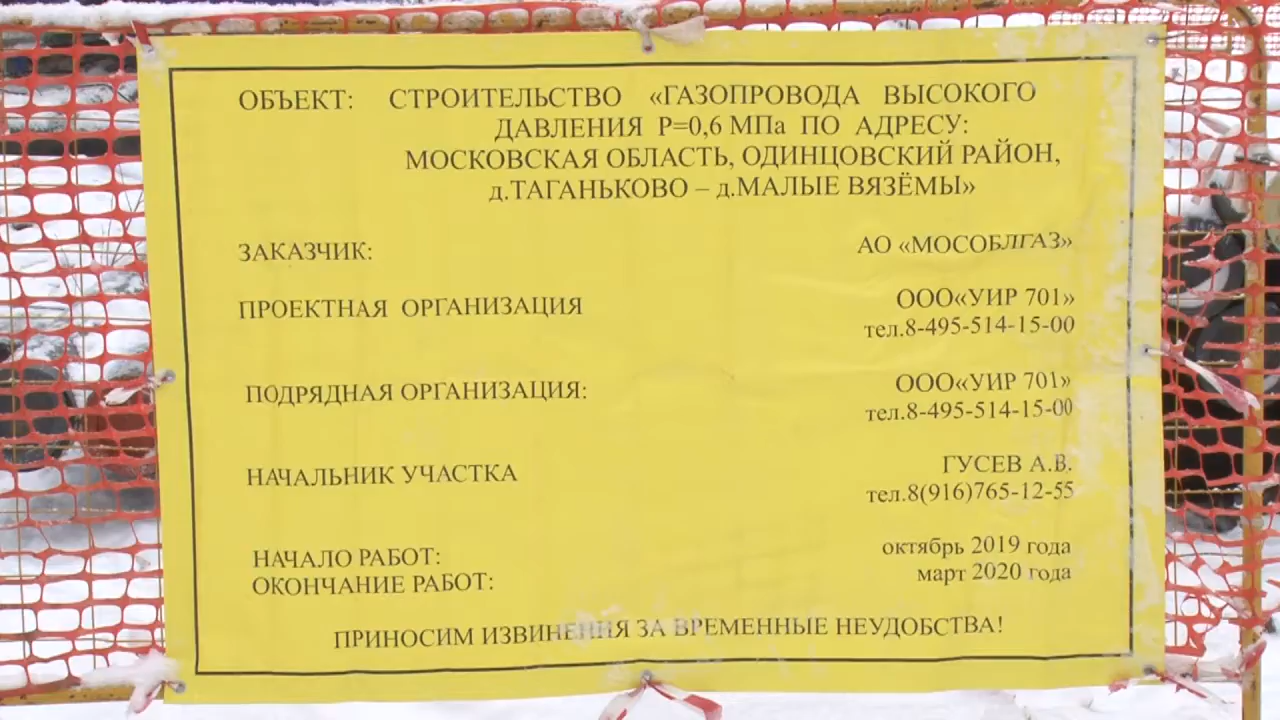 ОБЪЕКТ: СТРОИТЕЛЬСТВО «ГАЗОПРОВОДА ВЫСОКОГО
ДАВЛЕНИЯ Р=0,6 МПа ПО АДРЕСУ:
МОСКОВСКАЯ ОБЛАСТЬ, ОДИНЦОВСКИЙ РАЙОН,
д.ТАГАНЬКОВО – д.МАЛЫЕ ВЯЗЁМЫ»
ЗАКАЗЧИК: АО «МОСОБЛГАЗ»
ПРОЕКТНАЯ ОРГАНИЗАЦИЯ ООО«УИР 701»
тел.8-495-514-15-00
ПОДРЯДНАЯ ОРГАНИЗАЦИЯ: ООО«УИР 701»
тел.8-495-514-15-00
НАЧАЛЬНИК УЧАСТКА ГУСЕВ А.В.
тел.8(916)765-12-55
НАЧАЛО РАБОТ: октябрь 2019 года
ОКОНЧАНИЕ РАБОТ: март 2020 года
ПРИНОСИМ ИЗВИНЕНИЯ ЗА ВРЕМЕННЫЕ НЕУДОБСТВА!